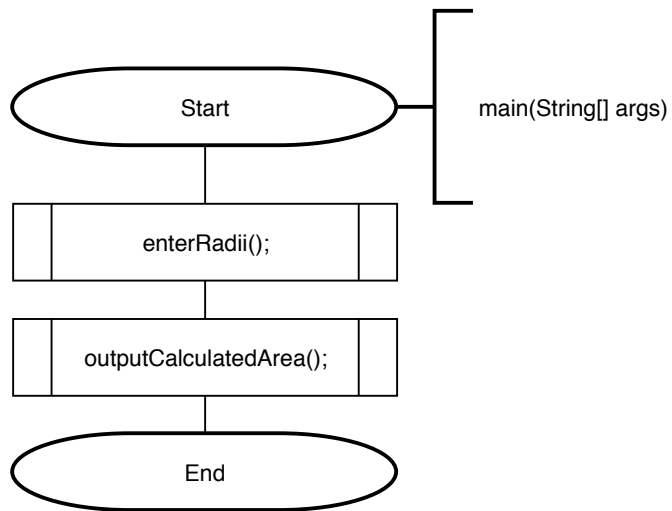 Start
main(String[] args)
enterRadii();
outputCalculatedArea();
End